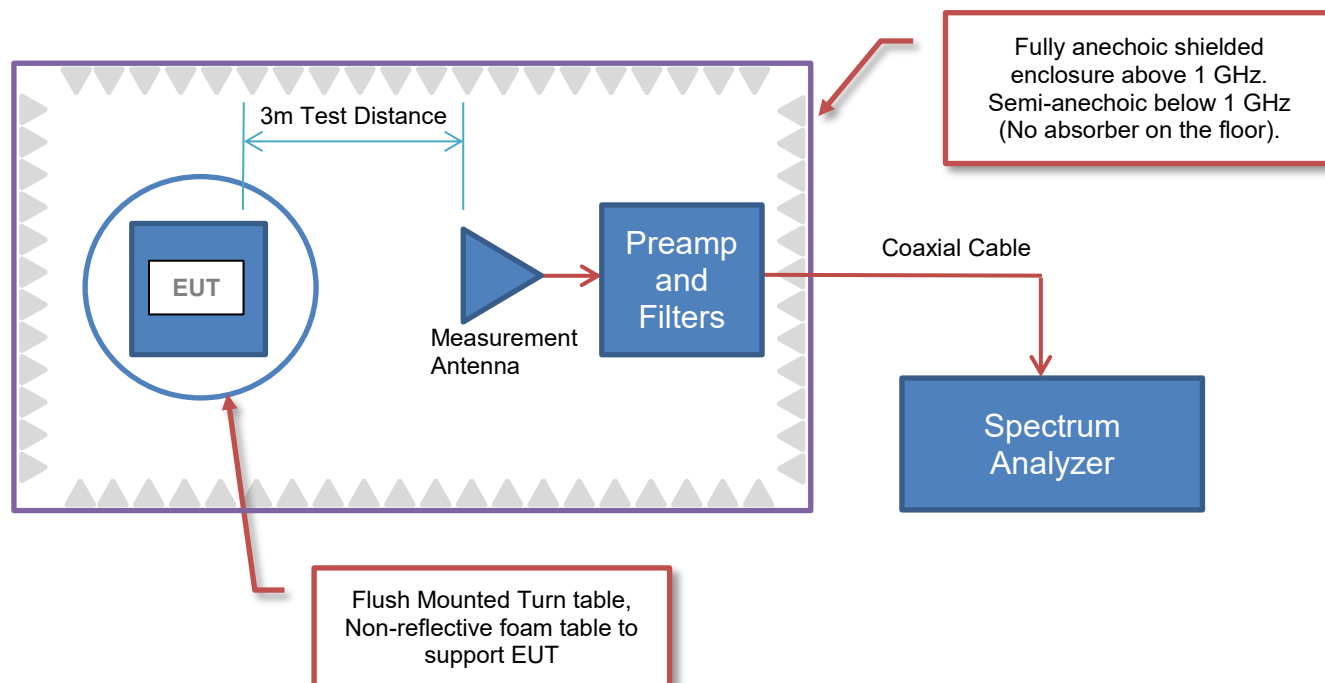 Fully anechoic shielded
enclosure above 1 GHz.
Semi-anechoic below 1 GHz
(No absorber on the floor).
3m Test Distance
EUT
Measurement
Antenna
Preamp
and
Filters
Coaxial Cable
Spectrum
Analyzer
Flush Mounted Turn table,
Non-reflective foam table to
support EUT